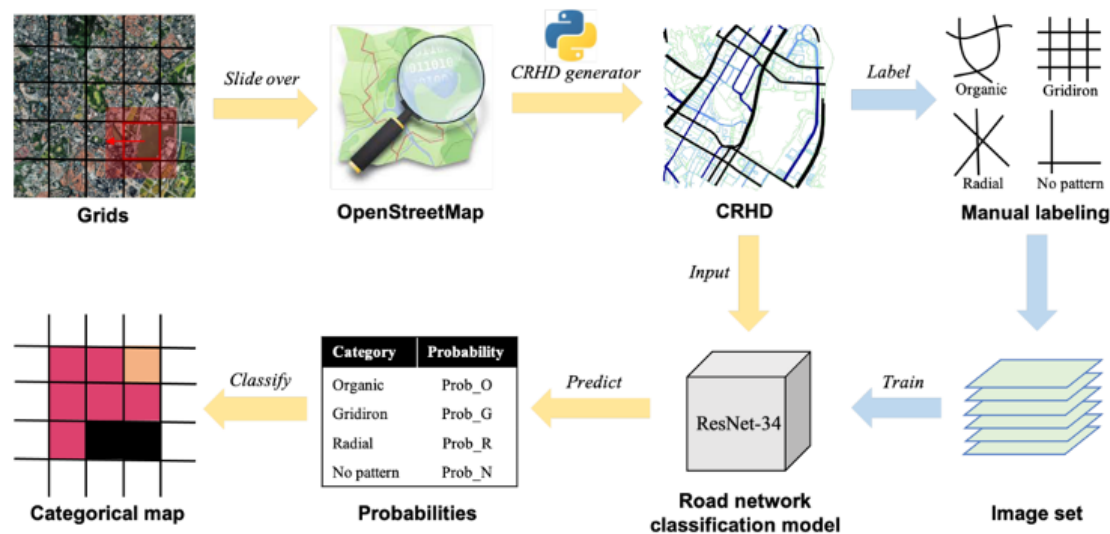 Slide over
CRHD generator
Label
Organic
Gridiron
Radial
No pattern
Grids
OpenStreetMap
CRHD
Manual labeling
Input
Category Probability
Organic Prob_O
Gridiron Prob_G
Radial Prob_R
No pattern Prob_N
Classify
Predict
ResNet-34
Train
Categorical map
Probabilities
Road network
classification model
Image set